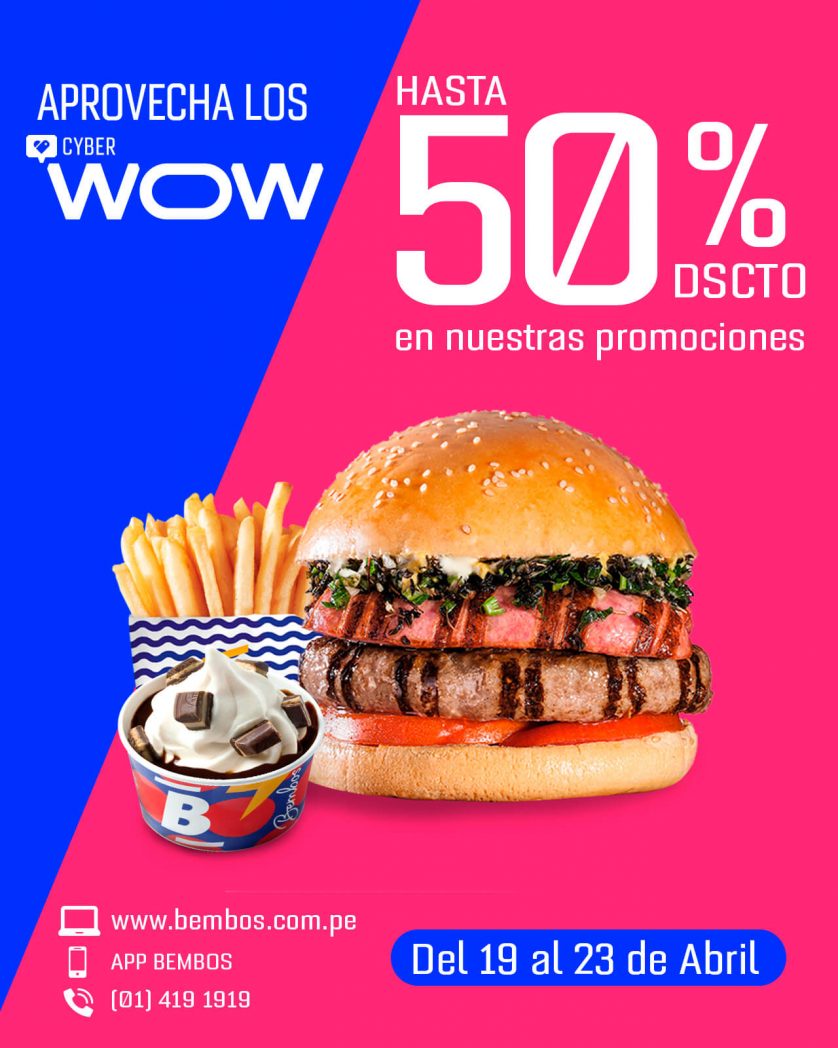 APROVECHA LOS
CYBER
WOW
HASTA
50%
DSCTO
en nuestras promociones
B
Bembos
www.bembos.com.pe
APP BEMBOS
(01) 419 1919
Del 19 al 23 de Abril